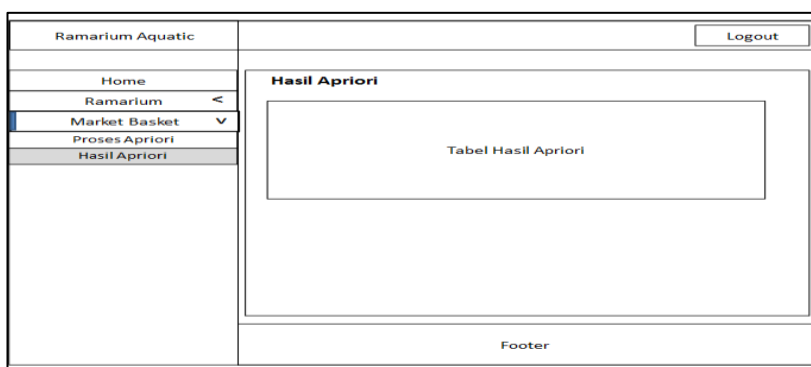 Ramarium Aquatic
Logout
Home
Ramarium <
Market Basket v
Proses Apriori
Hasil Apriori
Hasil Apriori
Tabel Hasil Apriori
Footer